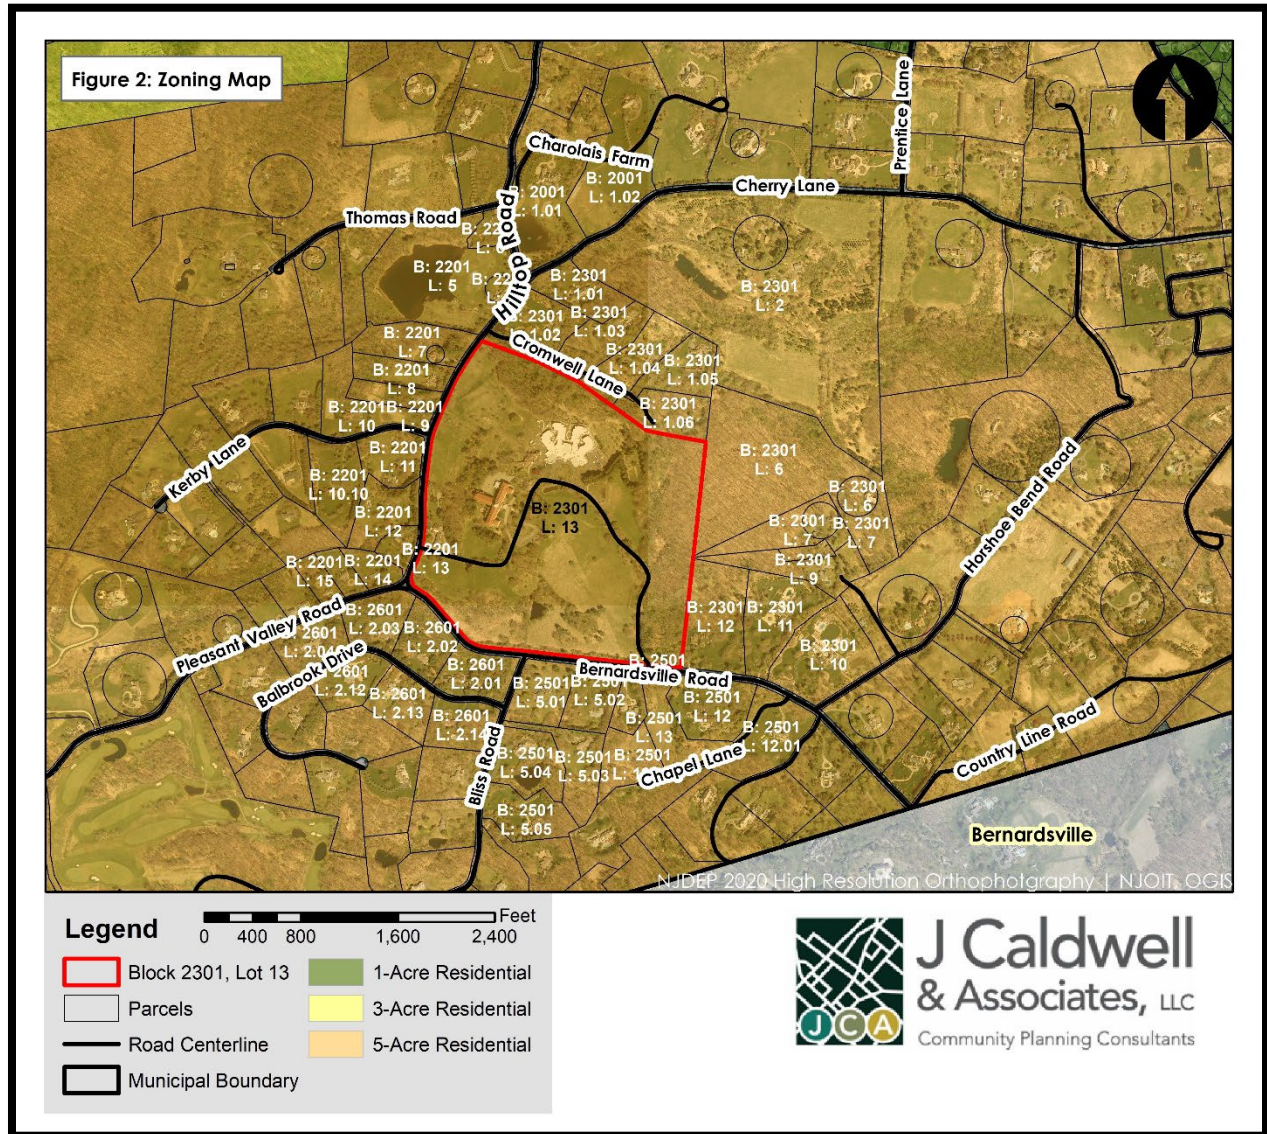 Figure 2: Zoning Map
Prentice Lane
Charolais Farm
B: 2001
L: 1.02
Cherry Lane
B: 2001
L: 1.01
Thomas Road
Hilltop Road
B: 2201
L: 5
B: 2301
L: 1.01
B: 2301
L: 2
B: 2301
L: 1.02
B: 2301
L: 1.03
B: 2201
L: 7
Cromwell Lane
B: 2301
L: 1.04
B: 2301
L: 1.05
B: 2201
L: 8
B: 2201
L: 10
B: 2201
L: 9
B: 2301
L: 1.06
Kerby Lane
B: 2201
L: 11
B: 2301
L: 6
B: 2201
L: 10.10
B: 2301
L: 6
B: 2201
L: 12
B: 2301
L: 13
B: 2301
L: 7
B: 2301
L: 7
Horshoe Bend Road
B: 2201
L: 15
B: 2201
L: 14
B: 2201
L: 13
B: 2301
L: 9
Pleasant Valley Road
B: 2601
L: 2.03
B: 2601
L: 2.02
B: 2301
L: 12
B: 2301
L: 11
2601
L: 2.04
B: 2301
L: 10
Balbrook Drive
2601
L: 2.12
B: 2601
L: 2.01
B: 2501
Bernardsville Road
B: 2601
L: 2.13
B: 2501
L: 5.01
L: 5.02
B: 2501
L: 12
B: 2601
L: 2.14
B: 2501
L: 13
B: 2501
L: 12.01
Bliss Road
B: 2501
L: 5.04
B: 2501
L: 5.03
B: 2501
Chapel Lane
Country Line Road
B: 2501
L: 5.05
Bernardsville
NJDEP 2020 High Resolution Orthophotgraphy | NJOIT, OGIS
Legend
Feet
0 400 800 1,600 2,400
Block 2301, Lot 13
Parcels
Road Centerline
Municipal Boundary
1-Acre Residential
3-Acre Residential
5-Acre Residential
JCA
J Caldwell
& Associates, LLC
Community Planning Consultants